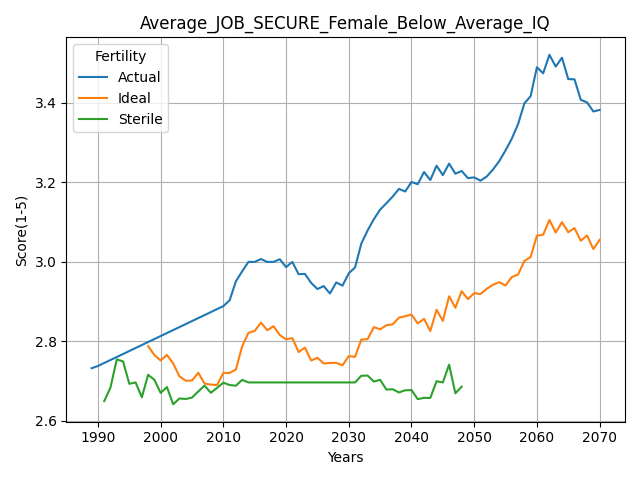 Average_JOB_SECURE_Female_Below_Average_IQ
Fertility
Actual
Ideal
Sterile
Score(1-5)
3.4
3.2
3.0
2.8
2.6
1990 2000 2010 2020 2030 2040 2050 2060 2070
Years